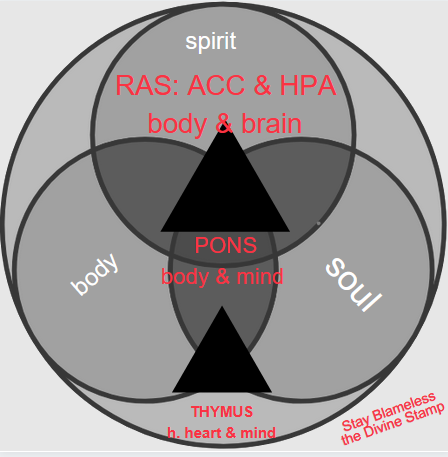 spirit
RAS: ACC & HPA
body & brain
PONS
body & mind
body
soul
THYMUS
h. heart & mind
Stay Blameless
the Divine Stamp